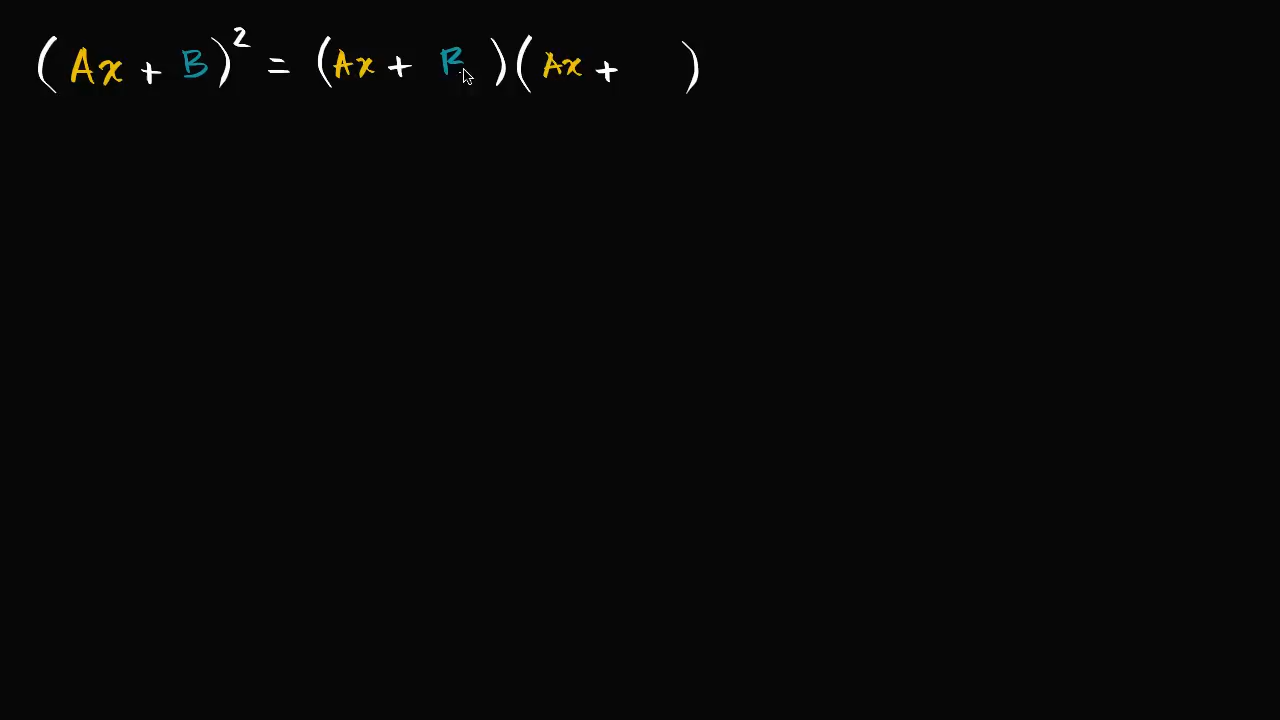 (Ax + B)² = (Ax + B )(Ax + )